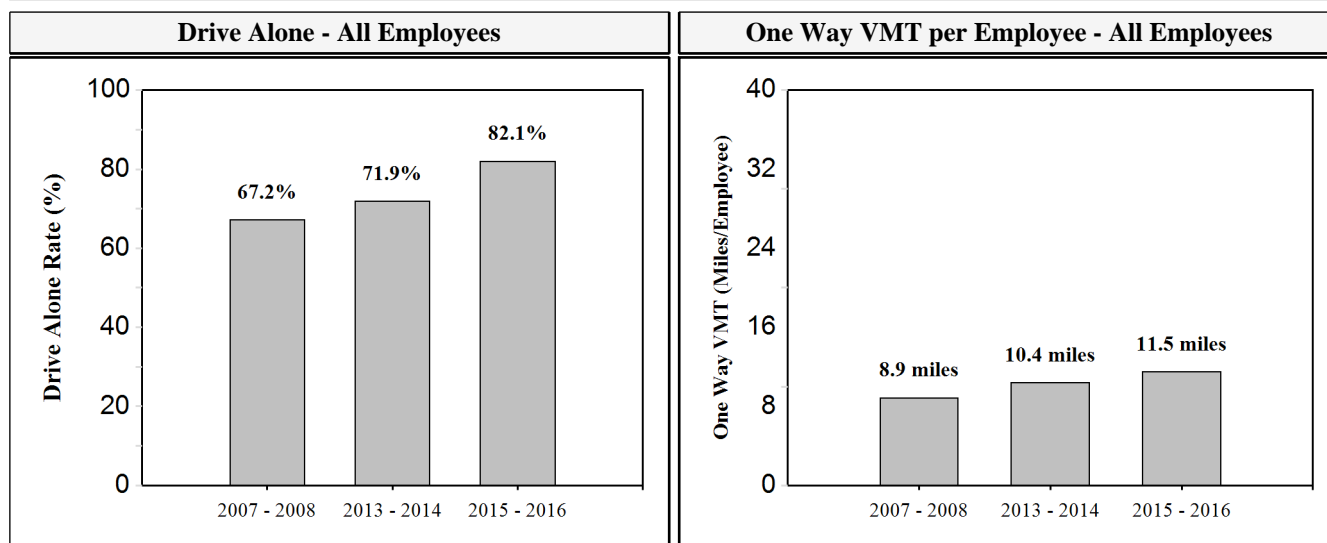 Drive Alone - All Employees
One Way VMT per Employee - All Employees
100
80
60
40
20
0
Drive Alone Rate (%)
67.2%
71.9%
82.1%
2007 - 2008
2013 - 2014
2015 - 2016
40
32
24
16
8
0
One Way VMT (Miles/Employee)
8.9 miles
10.4 miles
11.5 miles
2007 - 2008
2013 - 2014
2015 - 2016